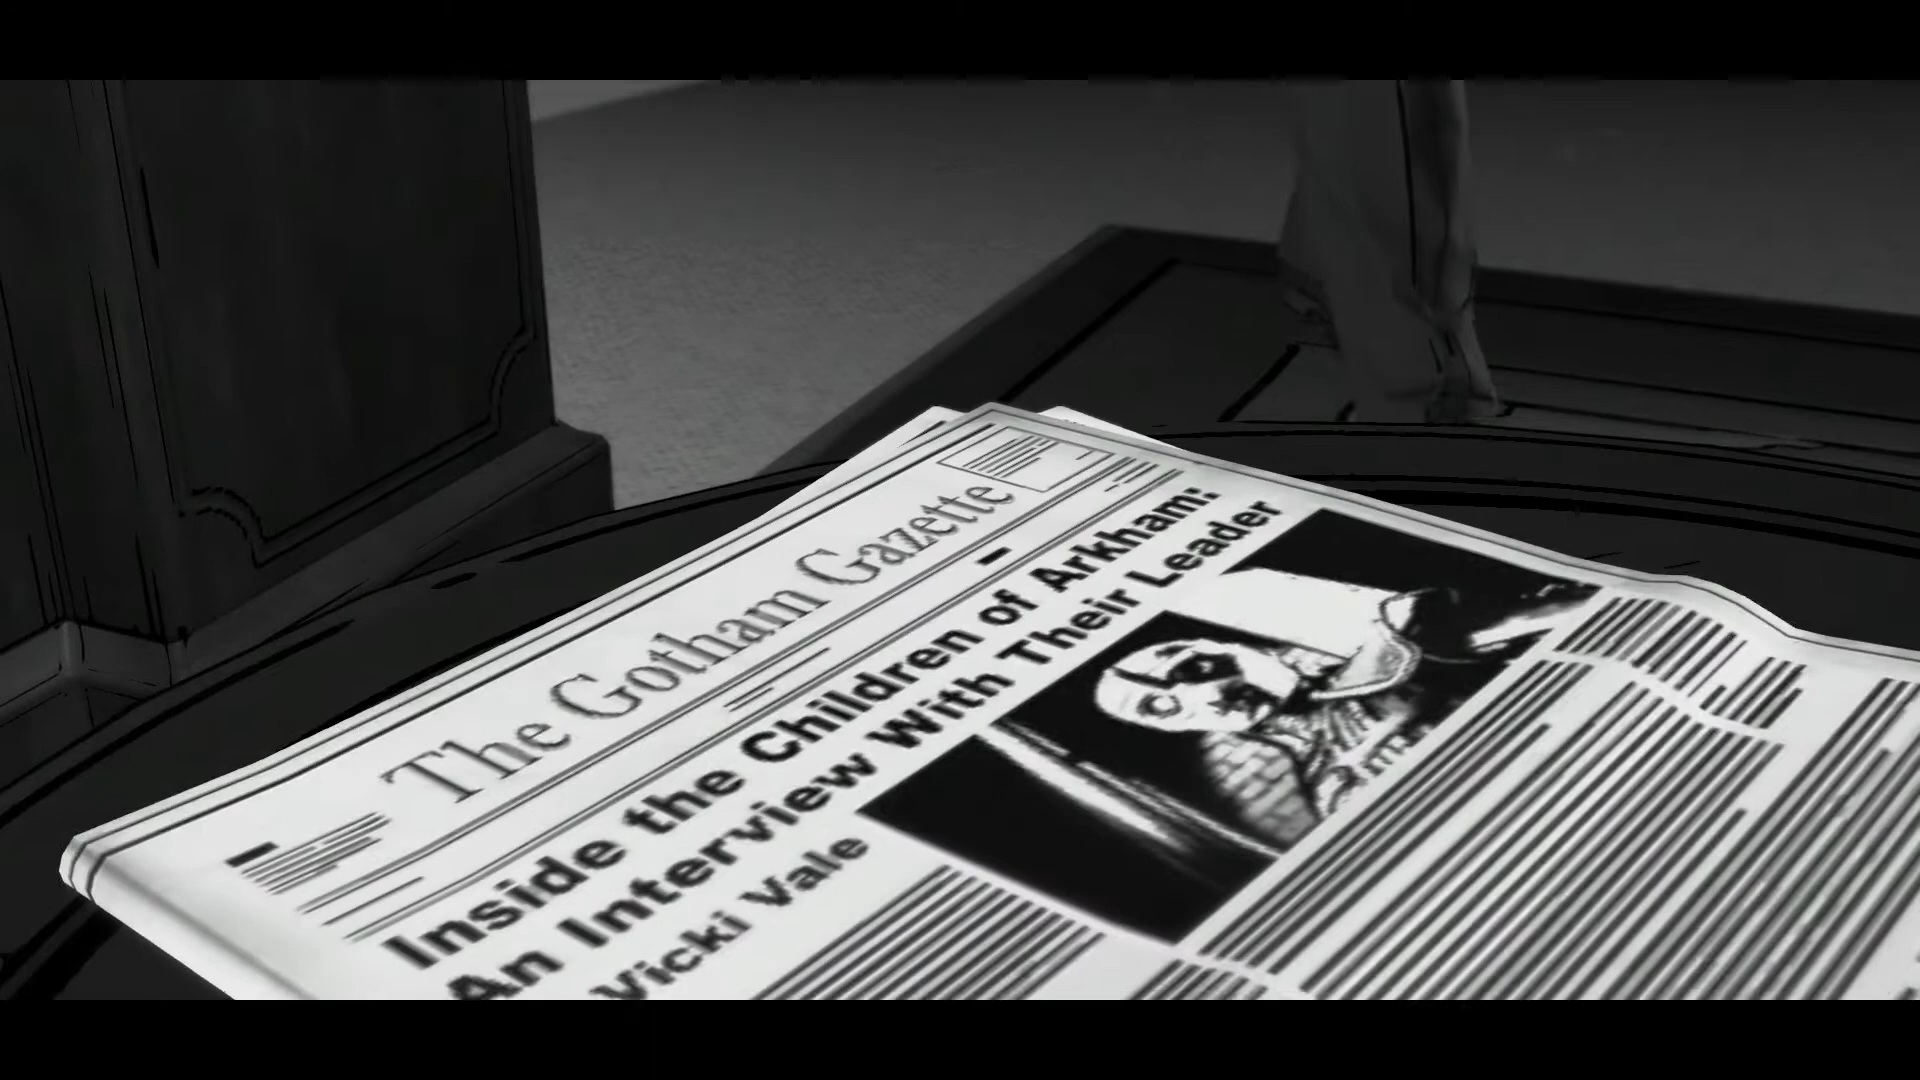 The Gotham Gazette
Inside the Children of Arkham:
An Interview With Their Leader
Vicki Vale